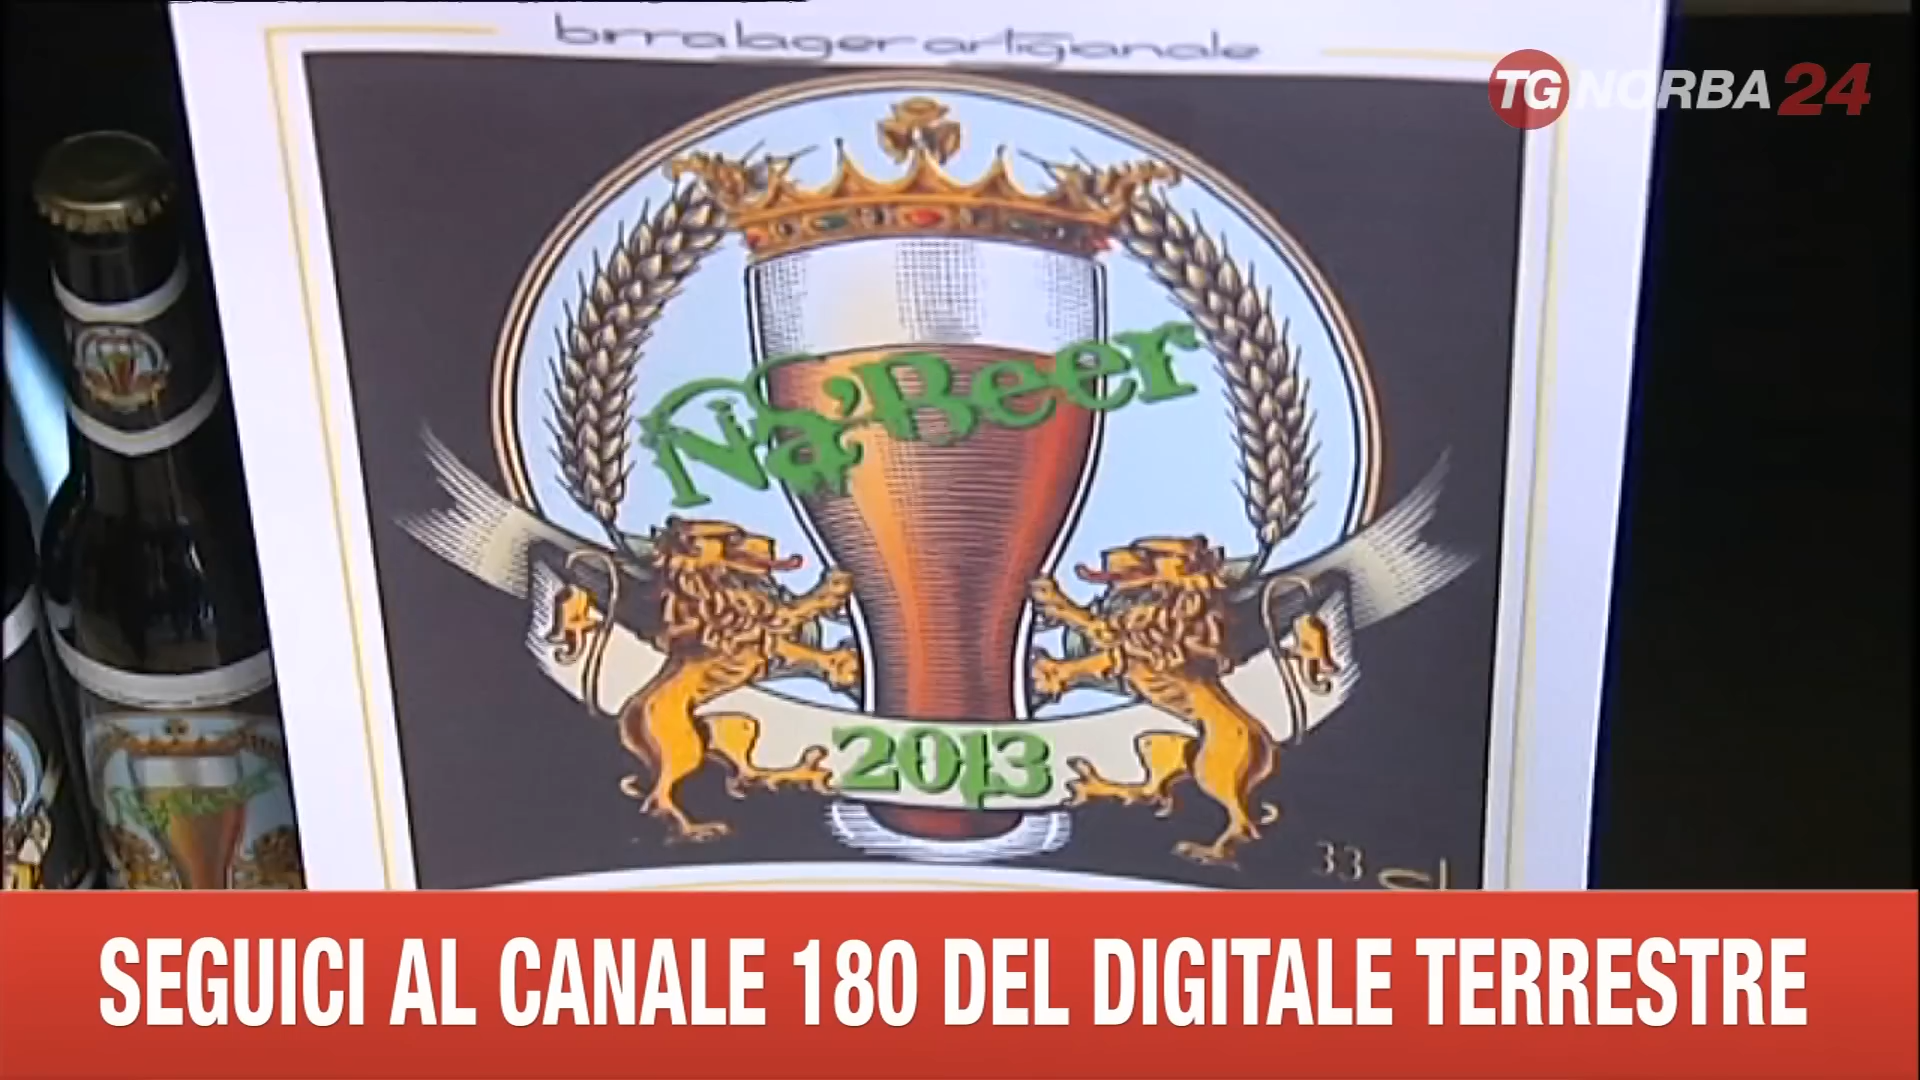 birra lager artigianale
TG NORBA 24
Na'Beer
2013
33 cl
SEGUICI AL CANALE 180 DEL DIGITALE TERRESTRE